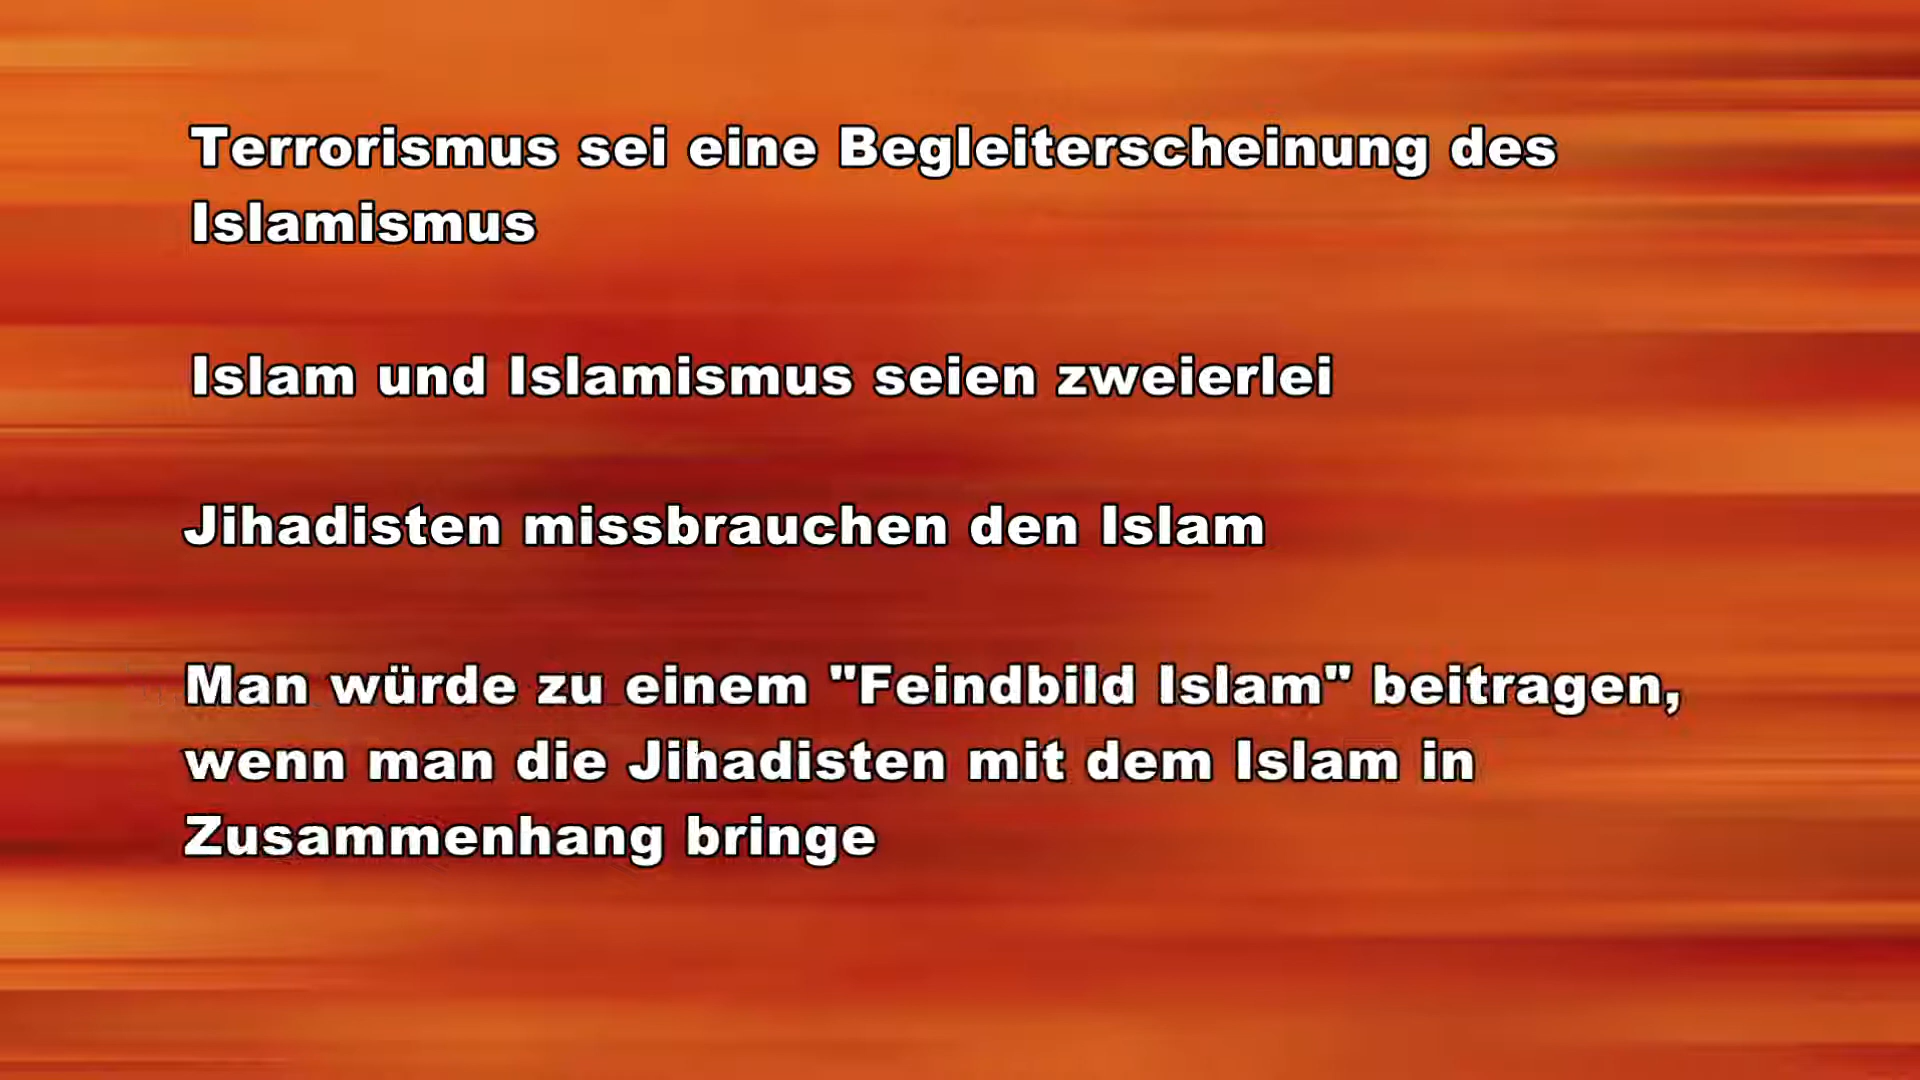 Terrorismus sei eine Begleiterscheinung des
Islamismus
Islam und Islamismus seien zweierlei
Jihadisten missbrauchen den Islam
Man würde zu einem "Feindbild Islam" beitragen,
wenn man die Jihadisten mit dem Islam in
Zusammenhang bringe